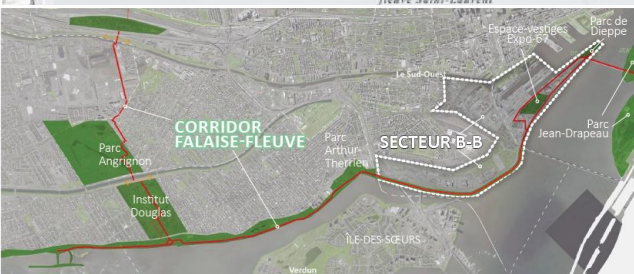 fleuve Saint-Laurent
Espace-vestiges
Expo-67
Parc de
Dieppe
Le Sud-Ouest
CORRIDOR
FALAISE-FLEUVE
Parc
Arthur-
Therrien
SECTEUR B-B
Parc
Jean-Drapeau
Parc
Angrignon
Institut
Douglas
ÎLE-DES-SŒURS
Verdun